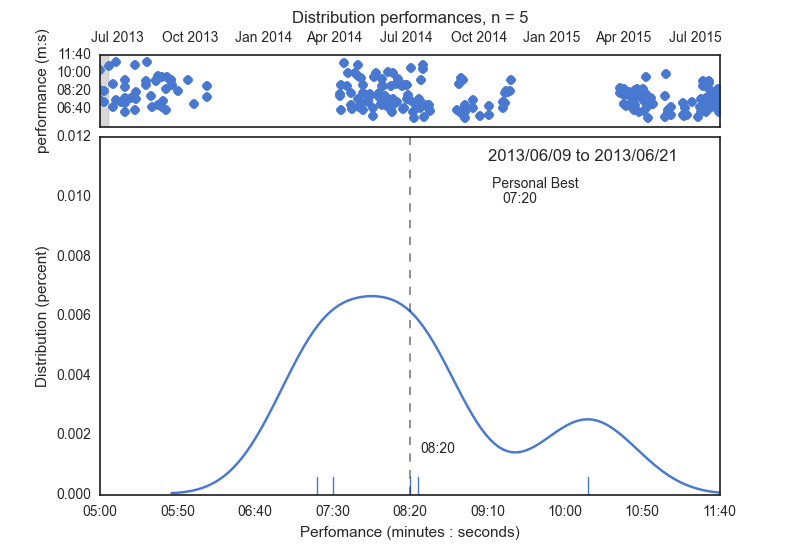 Distribution performances, n = 5
Jul 2013 Oct 2013 Jan 2014 Apr 2014 Jul 2014 Oct 2014 Jan 2015 Apr 2015 Jul 2015
performance (m:s)
11:40
10:00
08:20
06:40
2013/06/09 to 2013/06/21
Personal Best
07:20
Distribution (percent)
0.012
0.010
0.008
0.006
0.004
0.002
0.000
08:20
05:00 05:50 06:40 07:30 08:20 09:10 10:00 10:50 11:40
Perfomance (minutes : seconds)